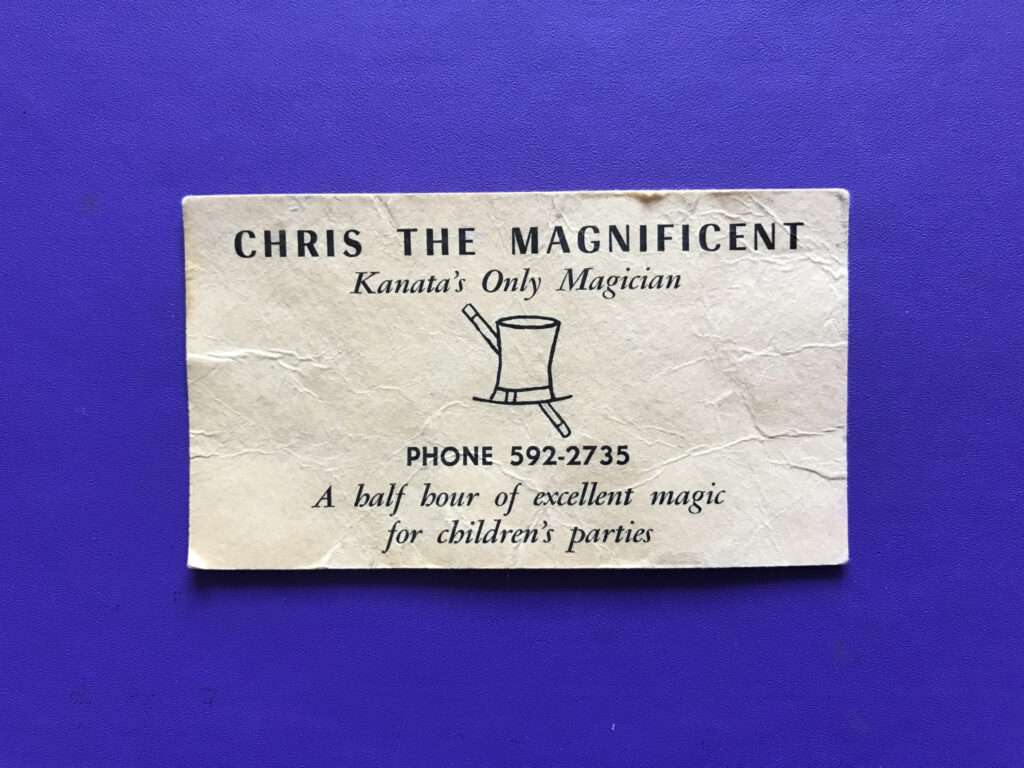 CHRIS THE MAGNIFICENT
Kanata's Only Magician
PHONE 592-2735
A half hour of excellent magic
for children's parties